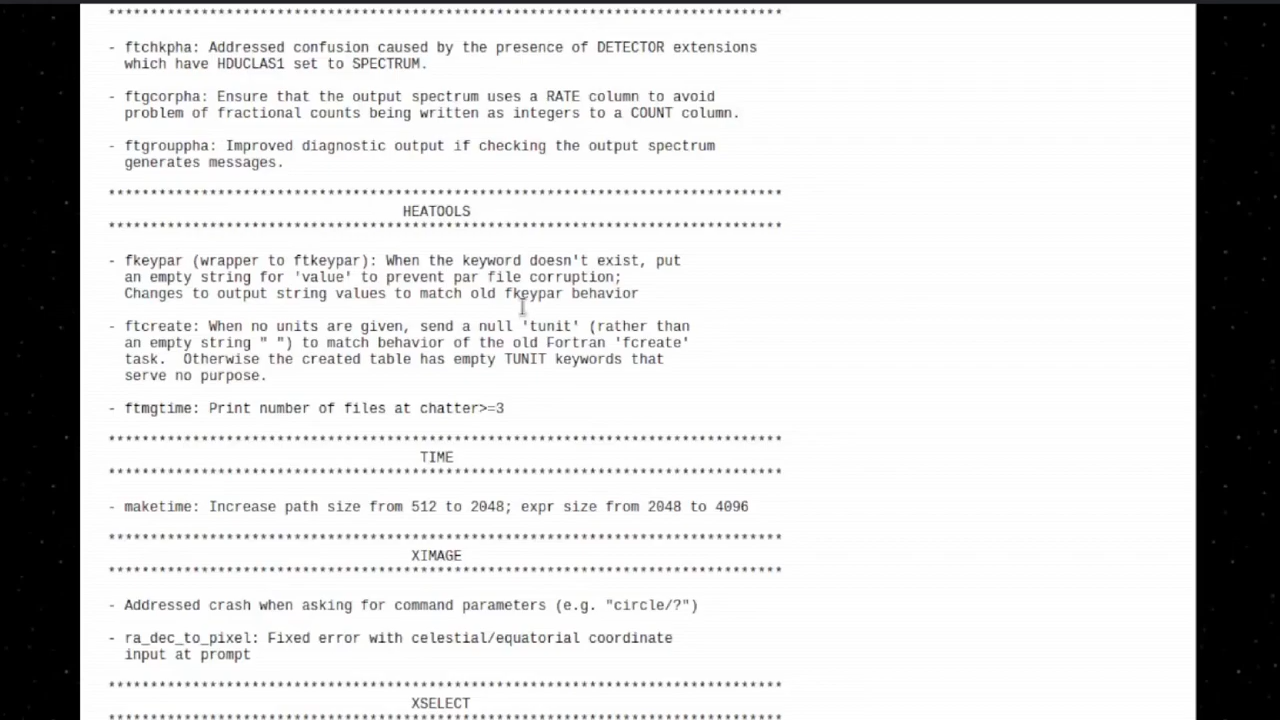 ********************************************************************************
- ftchkpha: Addressed confusion caused by the presence of DETECTOR extensions
which have HDUCLAS1 set to SPECTRUM.
- ftgcorpha: Ensure that the output spectrum uses a RATE column to avoid
problem of fractional counts being written as integers to a COUNT column.
- ftgrouppha: Improved diagnostic output if checking the output spectrum
generates messages.
********************************************************************************
HEATOOLS
********************************************************************************
- fkeypar (wrapper to ftkeypar): When the keyword doesn't exist, put
an empty string for 'value' to prevent par file corruption;
Changes to output string values to match old fkeypar behavior
- ftcreate: When no units are given, send a null 'tunit' (rather than
an empty string " ") to match behavior of the old Fortran 'fcreate'
task.  Otherwise the created table has empty TUNIT keywords that
serve no purpose.
- ftmgtime: Print number of files at chatter>=3
********************************************************************************
TIME
********************************************************************************
- maketime: Increase path size from 512 to 2048; expr size from 2048 to 4096
********************************************************************************
XIMAGE
********************************************************************************
- Addressed crash when asking for command parameters (e.g. "circle/?")
- ra_dec_to_pixel: Fixed error with celestial/equatorial coordinate
input at prompt
********************************************************************************
XSELECT
********************************************************************************